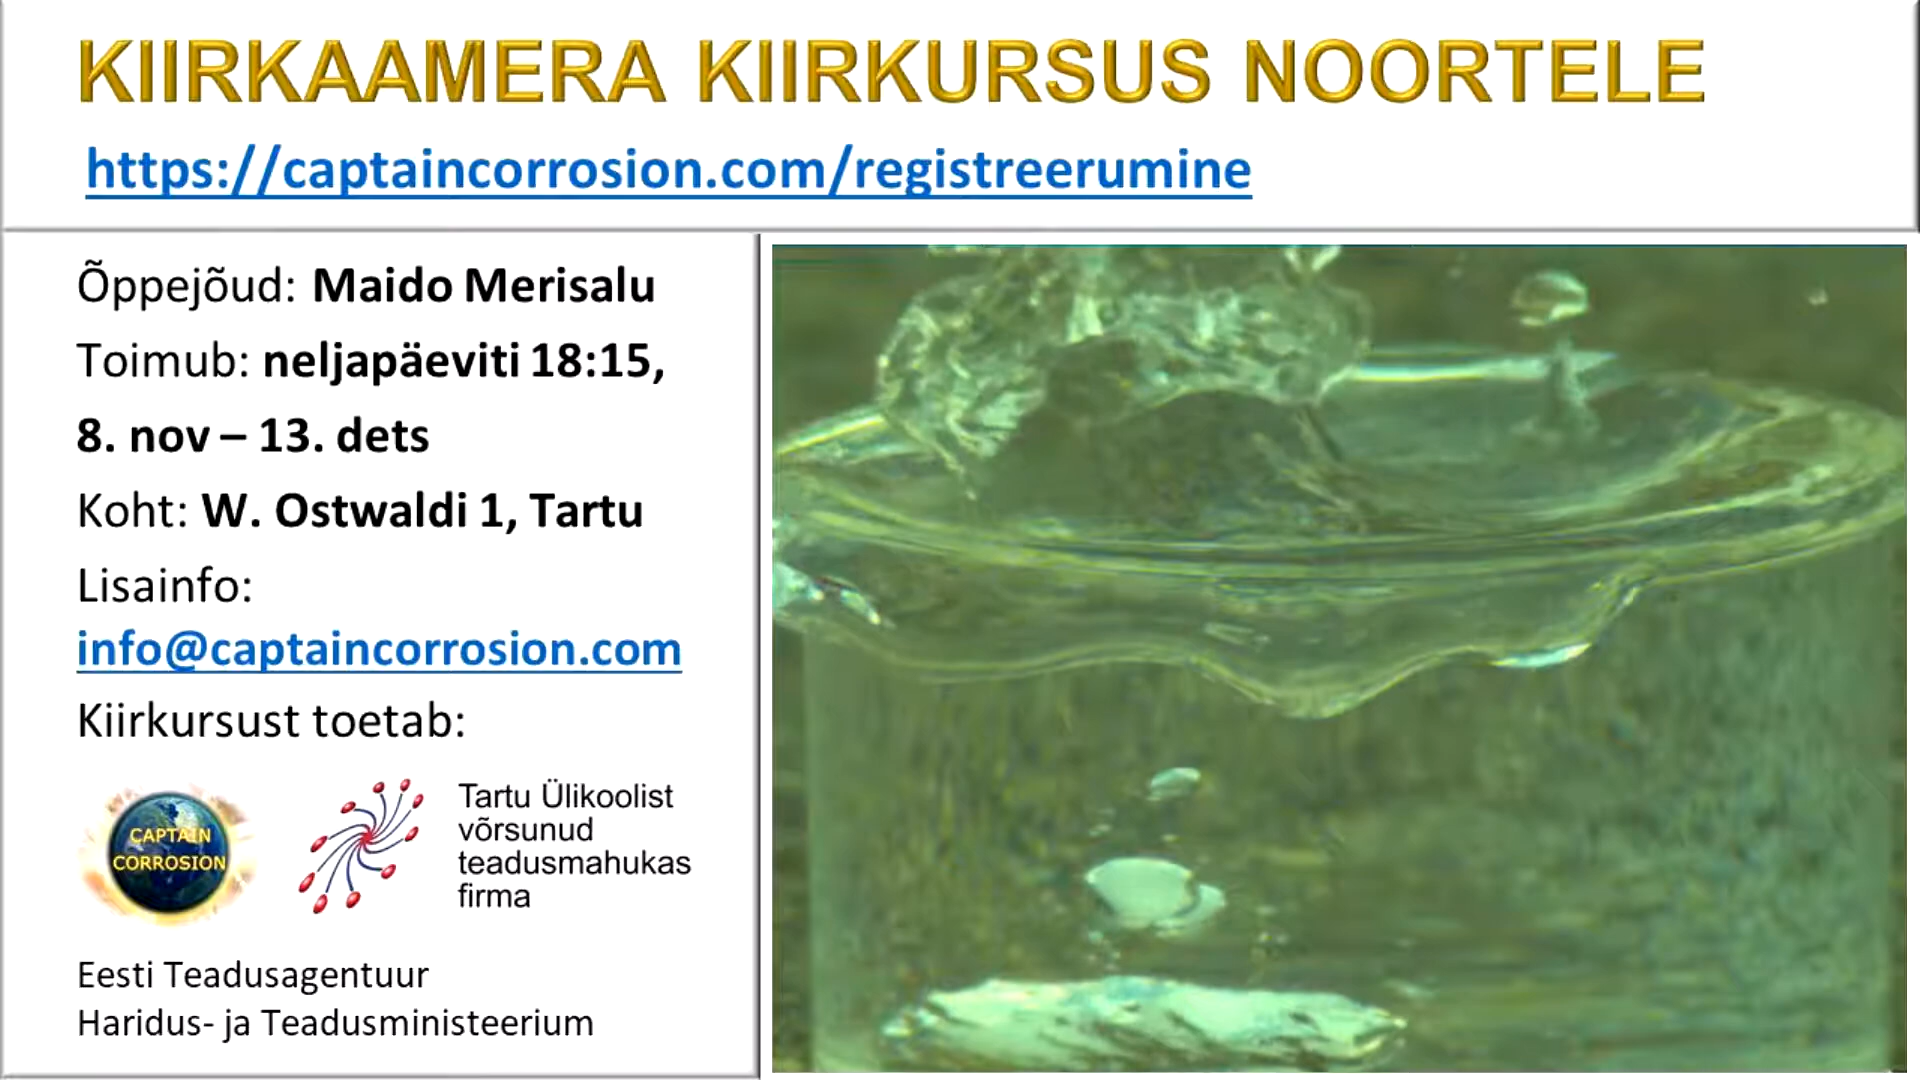 KIIRKAAMERA KIIRKURSUS NOORTELE
https://captaincorrosion.com/registreerumine
Õppejõud: Maido Merisalu
Toimub: neljapäeviti 18:15,
8. nov – 13. dets
Koht: W. Ostwaldi 1, Tartu
Lisainfo:
info@captaincorrosion.com
Kiirkursust toetab:
CAPTAIN
CORROSION
Tartu Ülikoolist
võrsunud
teadusmahukas
firma
Eesti Teadusagentuur
Haridus- ja Teadusministeerium